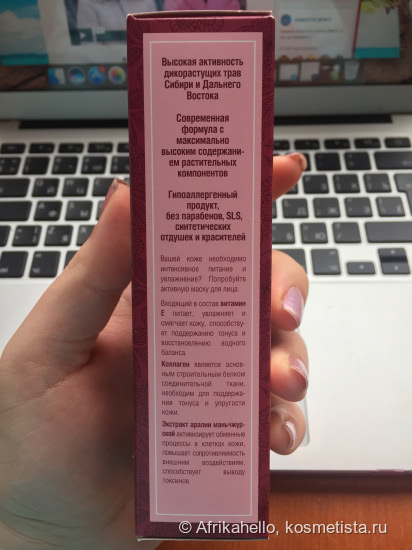 Высокая активность
дикорастущих трав
Сибири и Дальнего
Востока
Современная
формула с
максимально
высоким содержани-
ем растительных
компонентов
Гипоаллергенный
продукт,
без парабенов, SLS,
синтетических
отдушек и красителей
Вашей коже необходимо
интенсивное питание и
увлажнение? Попробуйте
активную маску для лица.
Входящий в состав витамин
Е питает, увлажняет и
смягчает кожу, способству-
ет поддержанию тонуса и
восстановлению водного
баланса.
Коллаген является основ-
ным строительным белком
соединительной ткани,
необходим для поддержа-
ния тонуса и упругости
кожи.
Экстракт аралии маньчжур-
ской активизирует обменные
процессы в клетках кожи,
повышает сопротивляемость
внешним воздействиям,
способствует выводу
токсинов.
© Afrikahello, kosmetista.ru